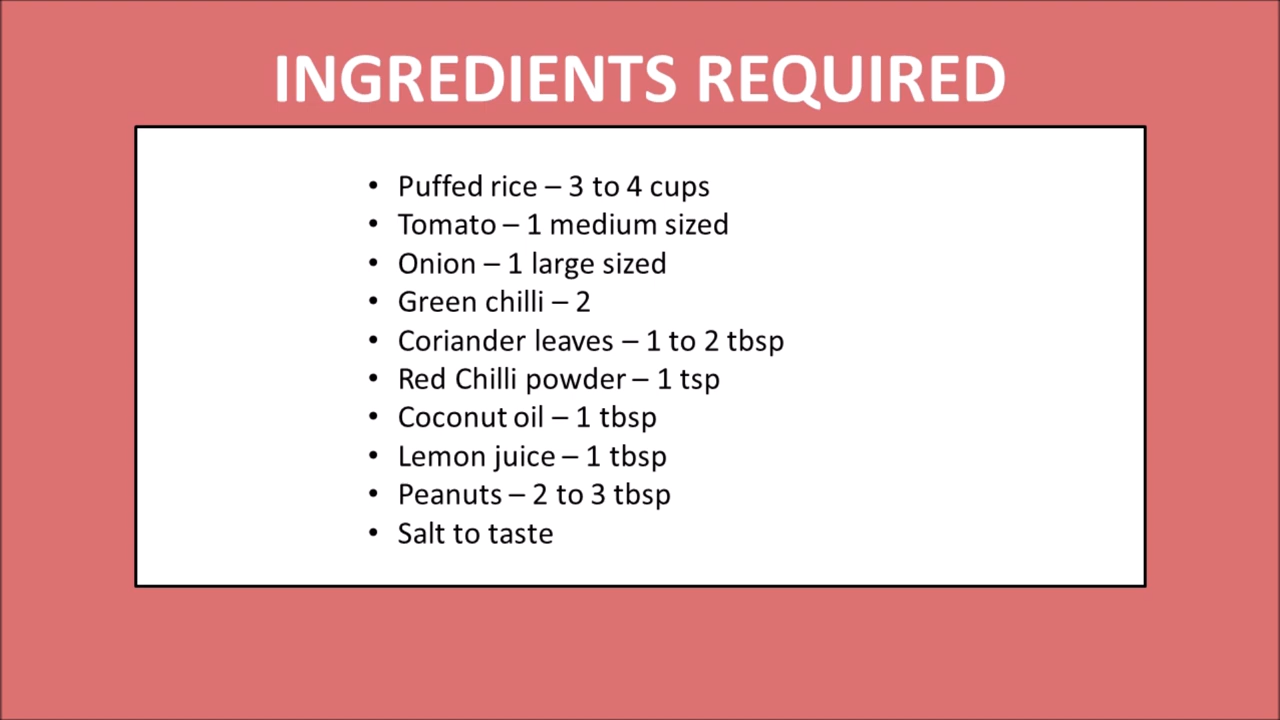 INGREDIENTS REQUIRED
• Puffed rice – 3 to 4 cups
• Tomato – 1 medium sized
• Onion – 1 large sized
• Green chilli – 2
• Coriander leaves – 1 to 2 tbsp
• Red Chilli powder – 1 tsp
• Coconut oil – 1 tbsp
• Lemon juice – 1 tbsp
• Peanuts – 2 to 3 tbsp
• Salt to taste